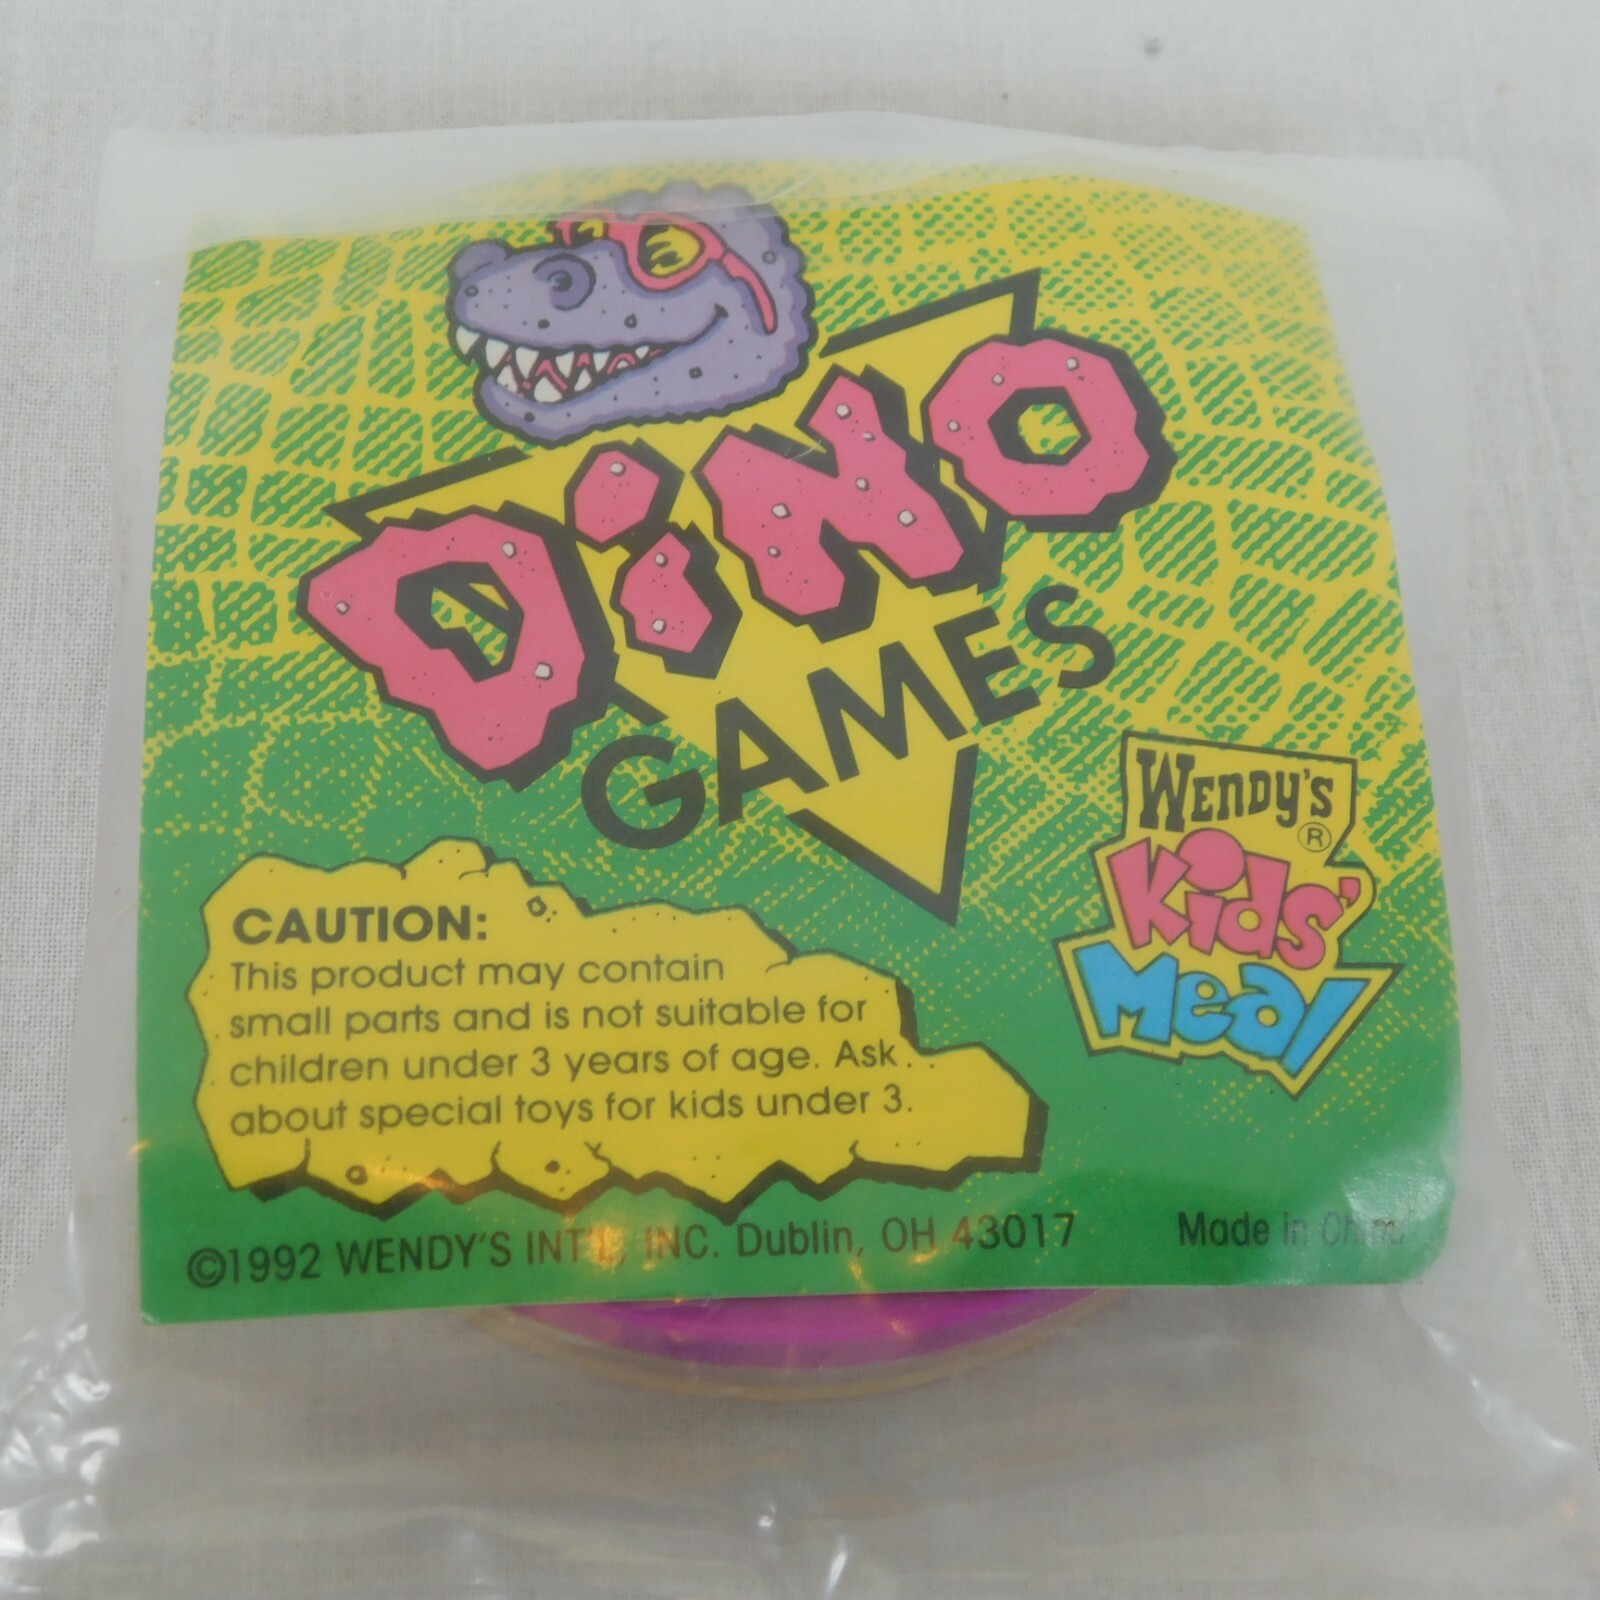 DiNO
GAMES
WENDY'S
®
Kids'
Meal
CAUTION:
This product may contain
small parts and is not suitable for
children under 3 years of age. Ask
about special toys for kids under 3.
©1992 WENDY'S INT'L, INC. Dublin, OH 43017
Made in China